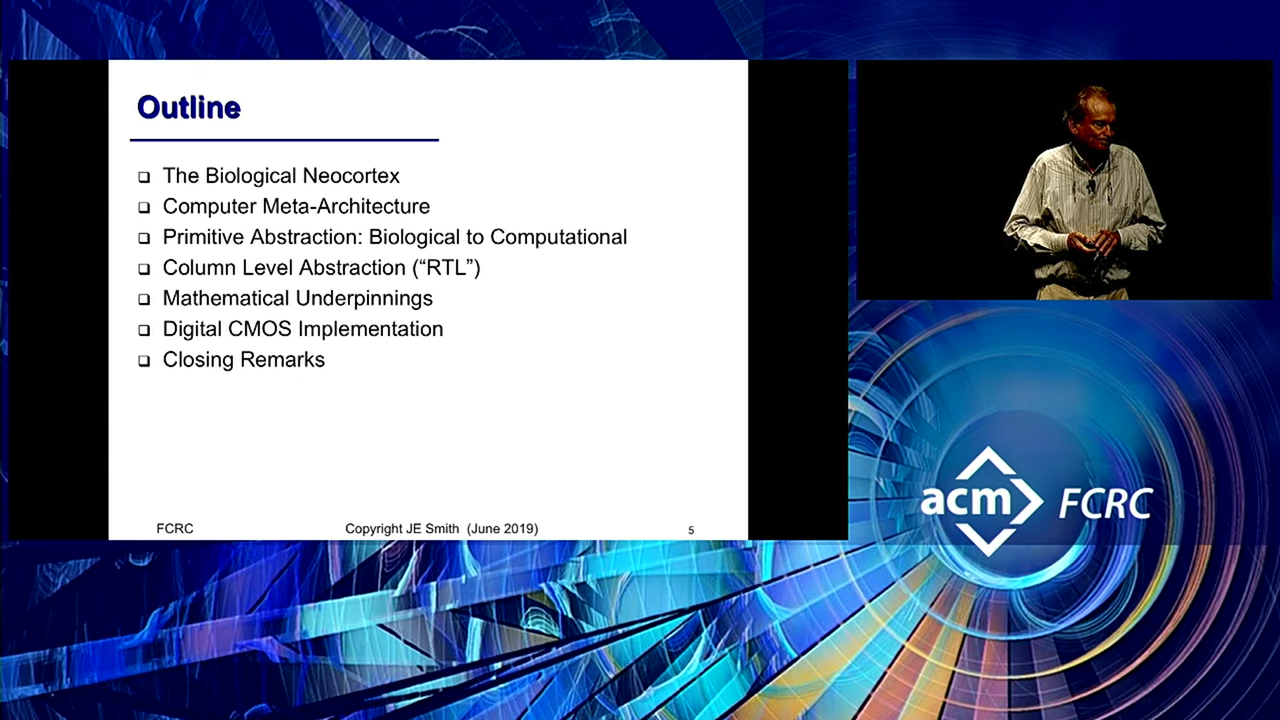 Outline
❑ The Biological Neocortex
❑ Computer Meta-Architecture
❑ Primitive Abstraction: Biological to Computational
❑ Column Level Abstraction (“RTL”)
❑ Mathematical Underpinnings
❑ Digital CMOS Implementation
❑ Closing Remarks
FCRC Copyright JE Smith (June 2019) 5
acm FCRC